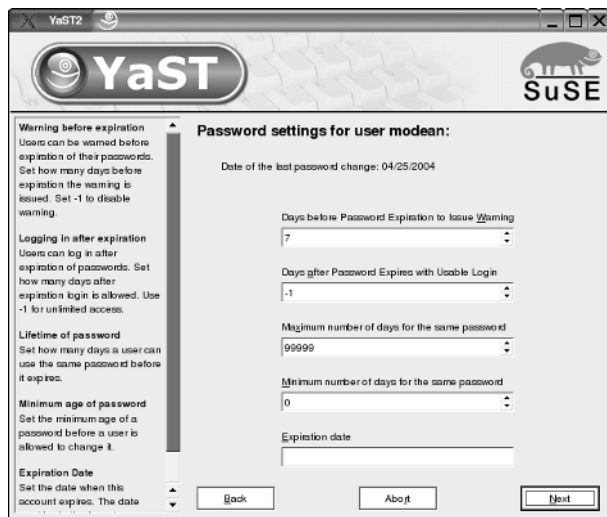 YaST2
YaST
SuSE
Warning before expiration
Users can be warned before
expiration of their passwords.
Set how many days before
expiration the warning is
issued. Set -1 to disable
warning.
Logging in after expiration
Users can log in after
expiration of passwords. Set
how many days after
expiration login is allowed. Use
-1 for unlimited access.
Lifetime of password
Set how many days a user can
use the same password before
it expires.
Minimum age of password
Set the minimum age of a
password before a user is
allowed to change it.
Expiration Date
Set the date when this
account expires. The date
Password settings for user modean:
Date of the last password change: 04/25/2004
Days before Password Expiration to Issue Warning
7
Days after Password Expires with Usable Login
-1
Maximum number of days for the same password
99999
Minimum number of days for the same password
0
Expiration date
Back
Abort
Next